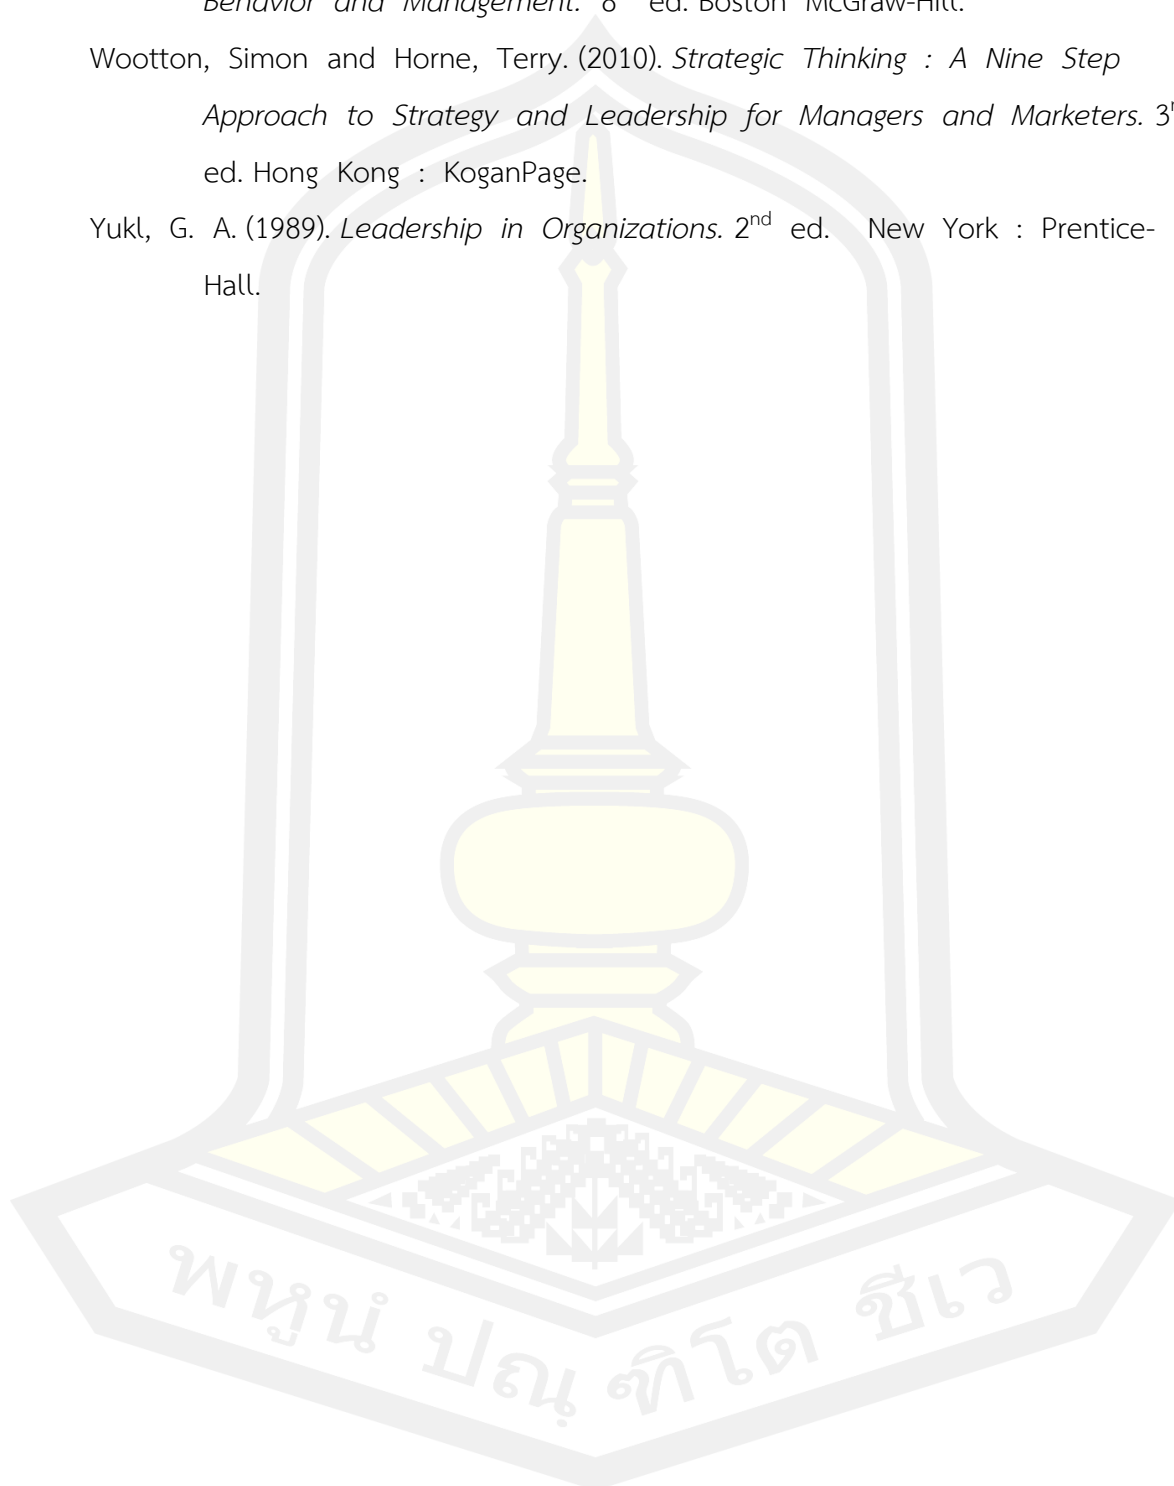 Behavior and Management. 8 ed. Boston McGraw-Hill.
Wootton, Simon and Horne, Terry. (2010). Strategic Thinking : A Nine Step
Approach to Strategy and Leadership for Managers and Marketers. 3
ed. Hong Kong : KoganPage.
Yukl, G. A. (1989). Leadership in Organizations. 2nd ed. New York : Prentice-
Hall.
พหูนํ ปณฺฑิโต ชีเว